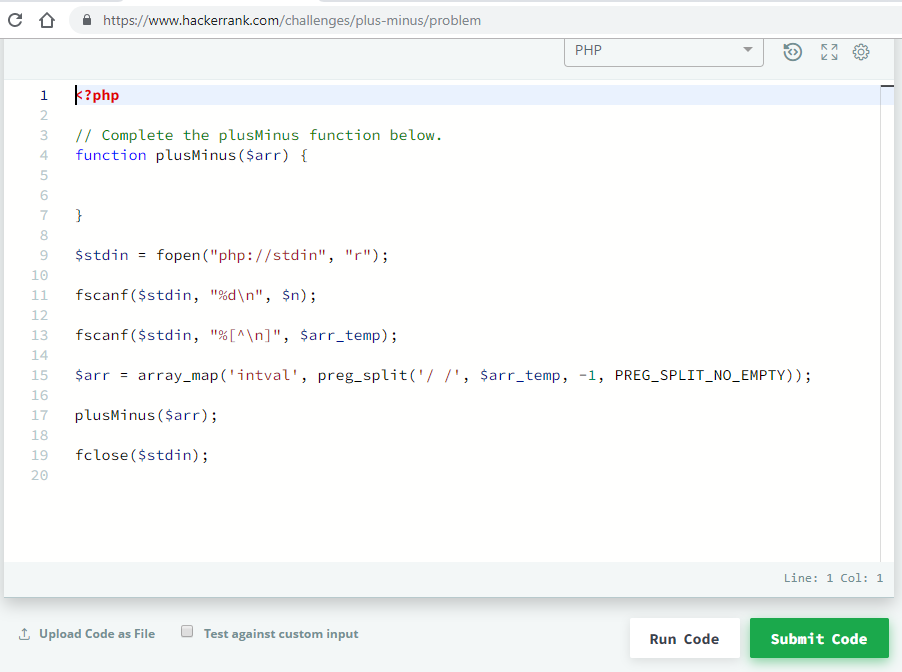 https://www.hackerrank.com/challenges/plus-minus/problem
PHP
1 <?php
2
3 // Complete the plusMinus function below.
4 function plusMinus($arr) {
5
6
7 }
8
9 $stdin = fopen("php://stdin", "r");
10
11 fscanf($stdin, "%d\n", $n);
12
13 fscanf($stdin, "%[^\n]", $arr_temp);
14
15 $arr = array_map('intval', preg_split('/ /', $arr_temp, -1, PREG_SPLIT_NO_EMPTY));
16
17 plusMinus($arr);
18
19 fclose($stdin);
20
Line: 1 Col: 1
Upload Code as File Test against custom input Run Code Submit Code